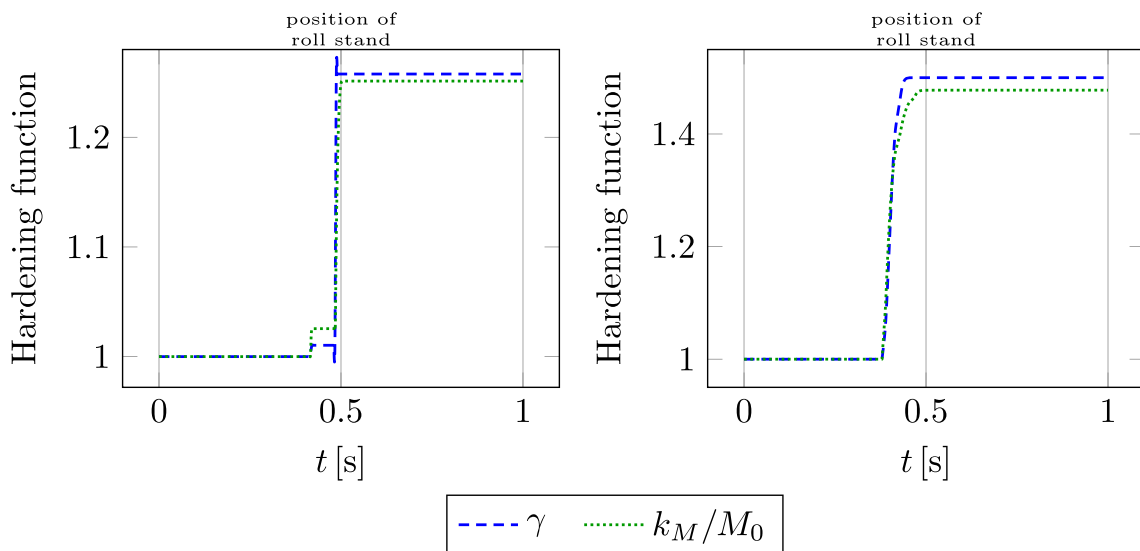 position of
roll stand
position of
roll stand
Hardening function
1.2
1.1
1
0
0.5
1
t [s]
Hardening function
1.4
1.2
1
0
0.5
1
t [s]
γ
k_M/M_0